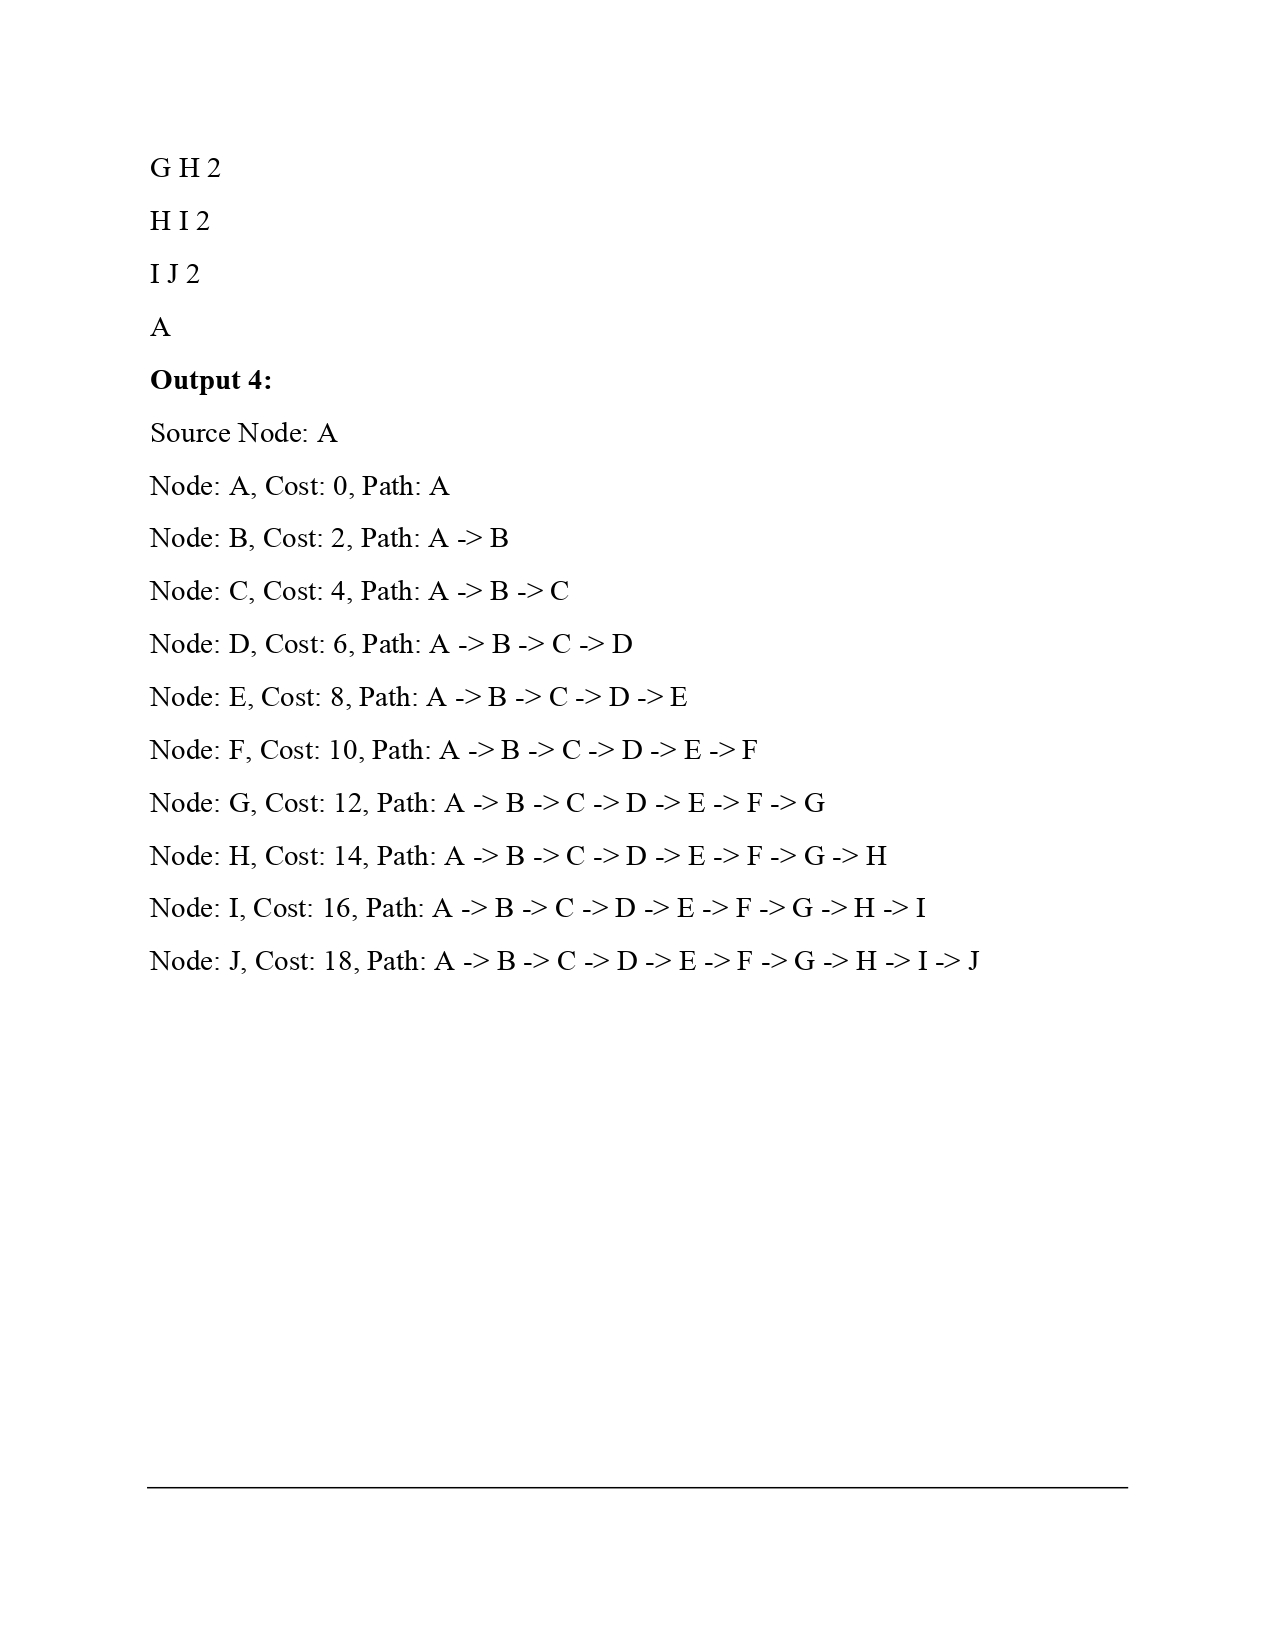 G H 2
H I 2
I J 2
A
Output 4:
Source Node: A
Node: A, Cost: 0, Path: A
Node: B, Cost: 2, Path: A -> B
Node: C, Cost: 4, Path: A -> B -> C
Node: D, Cost: 6, Path: A -> B -> C -> D
Node: E, Cost: 8, Path: A -> B -> C -> D -> E
Node: F, Cost: 10, Path: A -> B -> C -> D -> E -> F
Node: G, Cost: 12, Path: A -> B -> C -> D -> E -> F -> G
Node: H, Cost: 14, Path: A -> B -> C -> D -> E -> F -> G -> H
Node: I, Cost: 16, Path: A -> B -> C -> D -> E -> F -> G -> H -> I
Node: J, Cost: 18, Path: A -> B -> C -> D -> E -> F -> G -> H -> I -> J